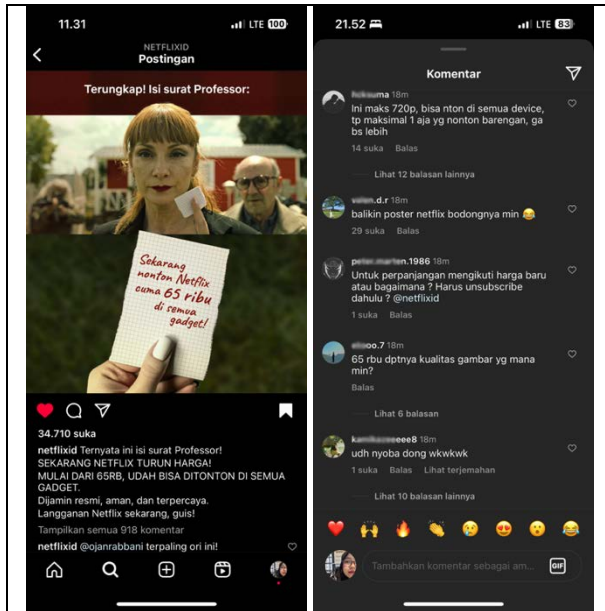 11.31
LTE 100
NETFLIXID
Postingan
Terungkap! Isi surat Professor:
Sekarang
nonton Netflix
cuma 65 ribu
di semua
gadget!
34.710 suka
netflixid Ternyata ini isi surat Professor!
SEKARANG NETFLIX TURUN HARGA!
MULAI DARI 65RB, UDAH BISA DITONTON DI SEMUA
GADGET.
Dijamin resmi, aman, dan terpercaya.
Langganan Netflix sekarang, guis!
Tampilkan semua 918 komentar
netflixid @ojanrabbani terpaling ori ini!
21.52
LTE 83
Komentar
18m
Ini maks 720p, bisa nton di semua device,
tp maksimal 1 aja yg nonton barengan, ga
bs lebih
14 suka Balas
Lihat 12 balasan lainnya
.d.r 18m
balikin poster netflix bodongnya min 😂
29 suka Balas
n.1986 18m
Untuk perpanjangan mengikuti harga baru
atau bagaimana ? Harus unsubscribe
dahulu ? @netflixid
1 suka Balas
oo.7 18m
65 rbu dptnya kualitas gambar yg mana
min?
Balas
Lihat 6 balasan
8 18m
udh nyoba dong wkwkwk
1 suka Balas Lihat terjemahan
Lihat 10 balasan lainnya
Tambahkan komentar sebagai am...
GIF